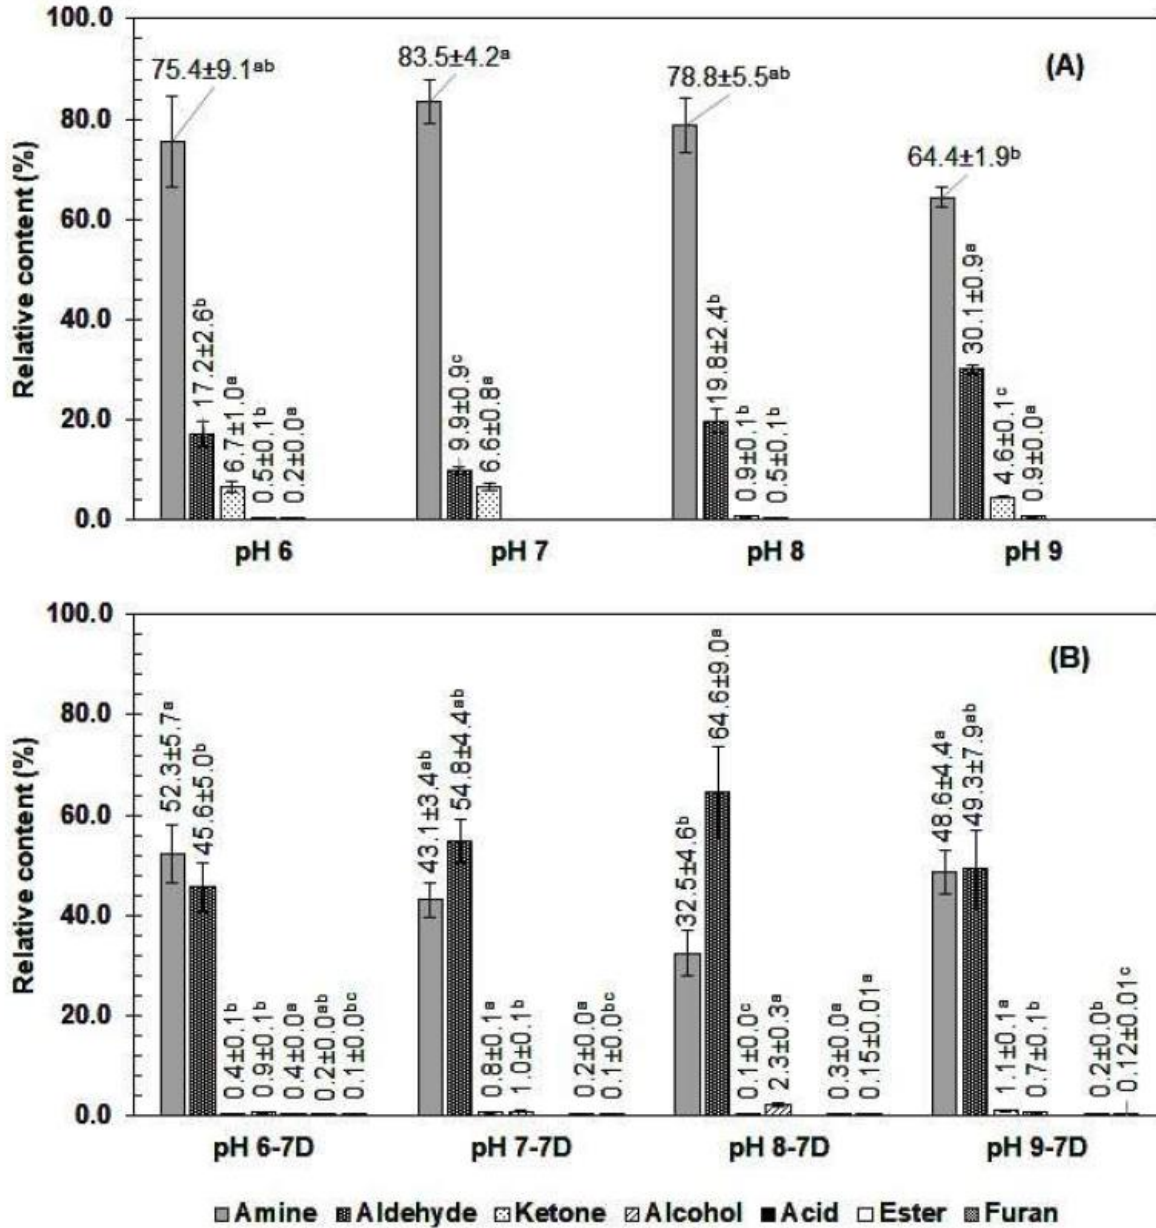 100.0
80.0
60.0
40.0
20.0
0.0
Relative content (%)
(A)
75.4±9.1ᵃᵇ
17.2±2.6ᵇ
6.7±1.0ᵃ
0.5±0.1ᵇ
0.2±0.0ᵃ
83.5±4.2ᵃ
9.9±0.9ᶜ
6.6±0.8ᵃ
78.8±5.5ᵃᵇ
19.8±2.4ᵇ
0.9±0.1ᵇ
0.5±0.1ᵇ
64.4±1.9ᵇ
30.1±0.9ᵃ
4.6±0.1ᶜ
0.9±0.0ᵃ
pH 6
pH 7
pH 8
pH 9
100.0
80.0
60.0
40.0
20.0
0.0
Relative content (%)
(B)
52.3±5.7ᵃ
45.6±5.0ᵇ
0.4±0.1ᵇ
0.9±0.1ᵇ
0.4±0.0ᵃ
0.2±0.0ᵃᵇ
0.1±0.0ᵇᶜ
43.1±3.4ᵃᵇ
54.8±4.4ᵃᵇ
0.8±0.1ᵃ
1.0±0.1ᵇ
0.2±0.0ᵃ
0.1±0.0ᵇᶜ
32.5±4.6ᵇ
64.6±9.0ᵃ
0.1±0.0ᶜ
2.3±0.3ᵃ
0.3±0.0ᵃ
0.15±0.01ᵃ
48.6±4.4ᵃ
49.3±7.9ᵃᵇ
1.1±0.1ᵃ
0.7±0.1ᵇ
0.2±0.0ᵇ
0.12±0.01ᶜ
pH 6-7D
pH 7-7D
pH 8-7D
pH 9-7D
Amine Aldehyde Ketone Alcohol Acid Ester Furan